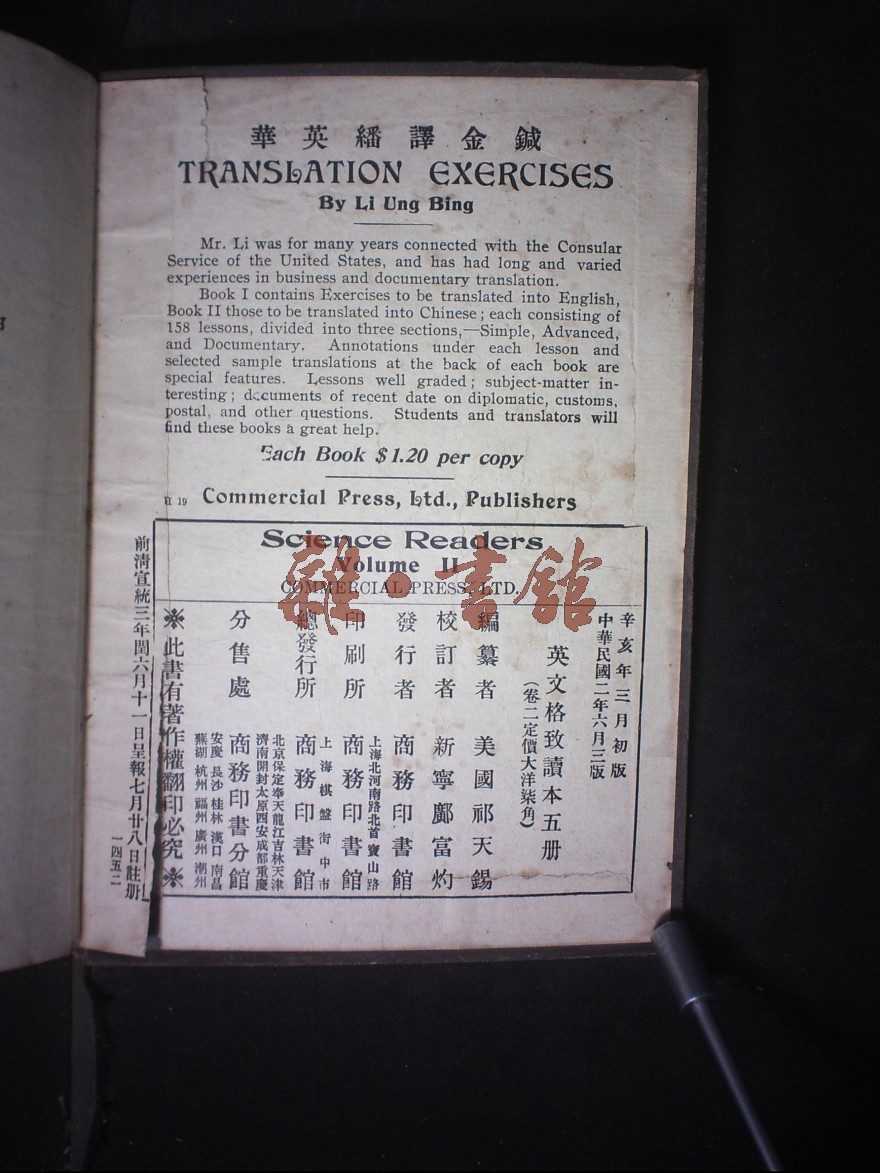 華英繙譯金鍼
TRANSLATION EXERCISES
By Li Ung Bing
Mr. Li was for many years connected with the Consular
Service of the United States, and has had long and varied
experiences in business and documentary translation.
Book I contains Exercises to be translated into English,
Book II those to be translated into Chinese; each consisting of
158 lessons, divided into three sections,—Simple, Advanced,
and Documentary. Annotations under each lesson and
selected sample translations at the back of each book are
special features. Lessons well graded; subject-matter in-
teresting; documents of recent date on diplomatic, customs,
postal, and other questions. Students and translators will
find these books a great help.
Each Book $1.20 per copy
H 19 Commercial Press, Ltd., Publishers
Science Readers
Volume II
COMMERCIAL PRESS, LTD.
雜·書館
辛亥年三月初版
中華民國二年六月三版
英文格致讀本五册
(卷二定價大洋柒角)
編纂者 美國祁天錫
校訂者 新寧鄺富灼
發行者 商務印書館
上海北河南路北首寶山路
印刷所 商務印書館
上海棋盤街中市
總發行所 商務印書館
北京保定奉天龍江吉林天津
濟南開封太原西安成都重慶
分售處 商務印書分館
安慶 長沙 桂林 漢口 南昌
蕪湖 杭州 福州 廣州 潮州
※此書有著作權翻印必究※
前清宣統三年閏六月十一日呈報七月廿八日註册
一四五二